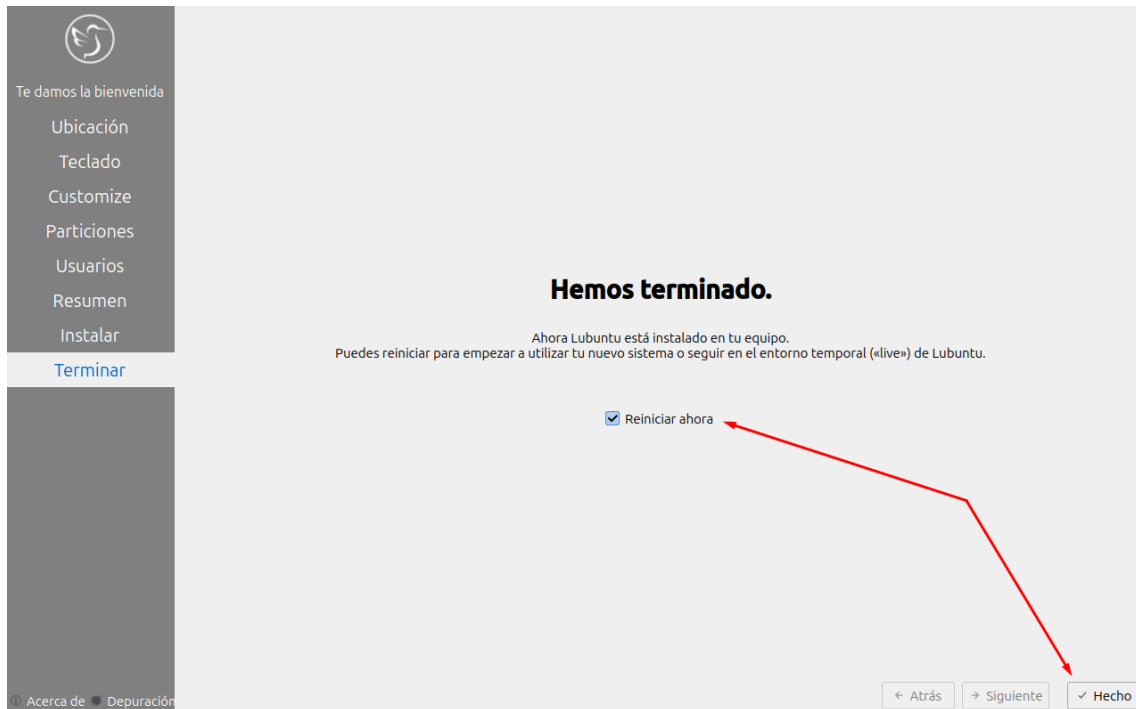 Te damos la bienvenida
Ubicación
Teclado
Customize
Particiones
Usuarios
Resumen
Instalar
Terminar
Hemos terminado.
Ahora Lubuntu está instalado en tu equipo.
Puedes reiniciar para empezar a utilizar tu nuevo sistema o seguir en el entorno temporal («live») de Lubuntu.
Reiniciar ahora
Acerca de Depuración
Atrás Siguiente Hecho